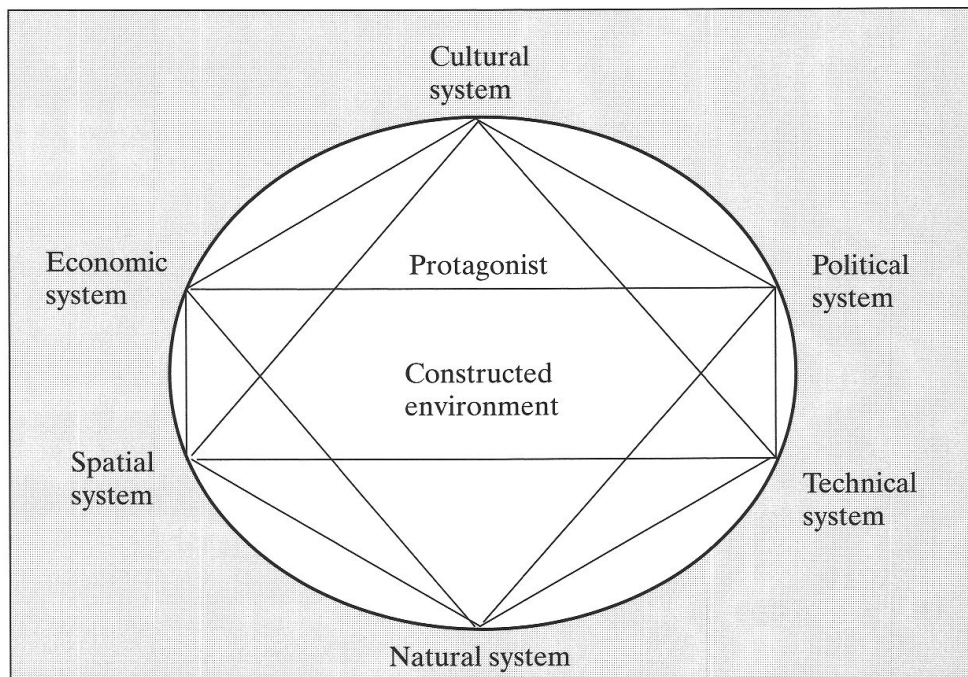 Cultural
system
Economic
system
Protagonist
Political
system
Constructed
environment
Spatial
system
Technical
system
Natural system